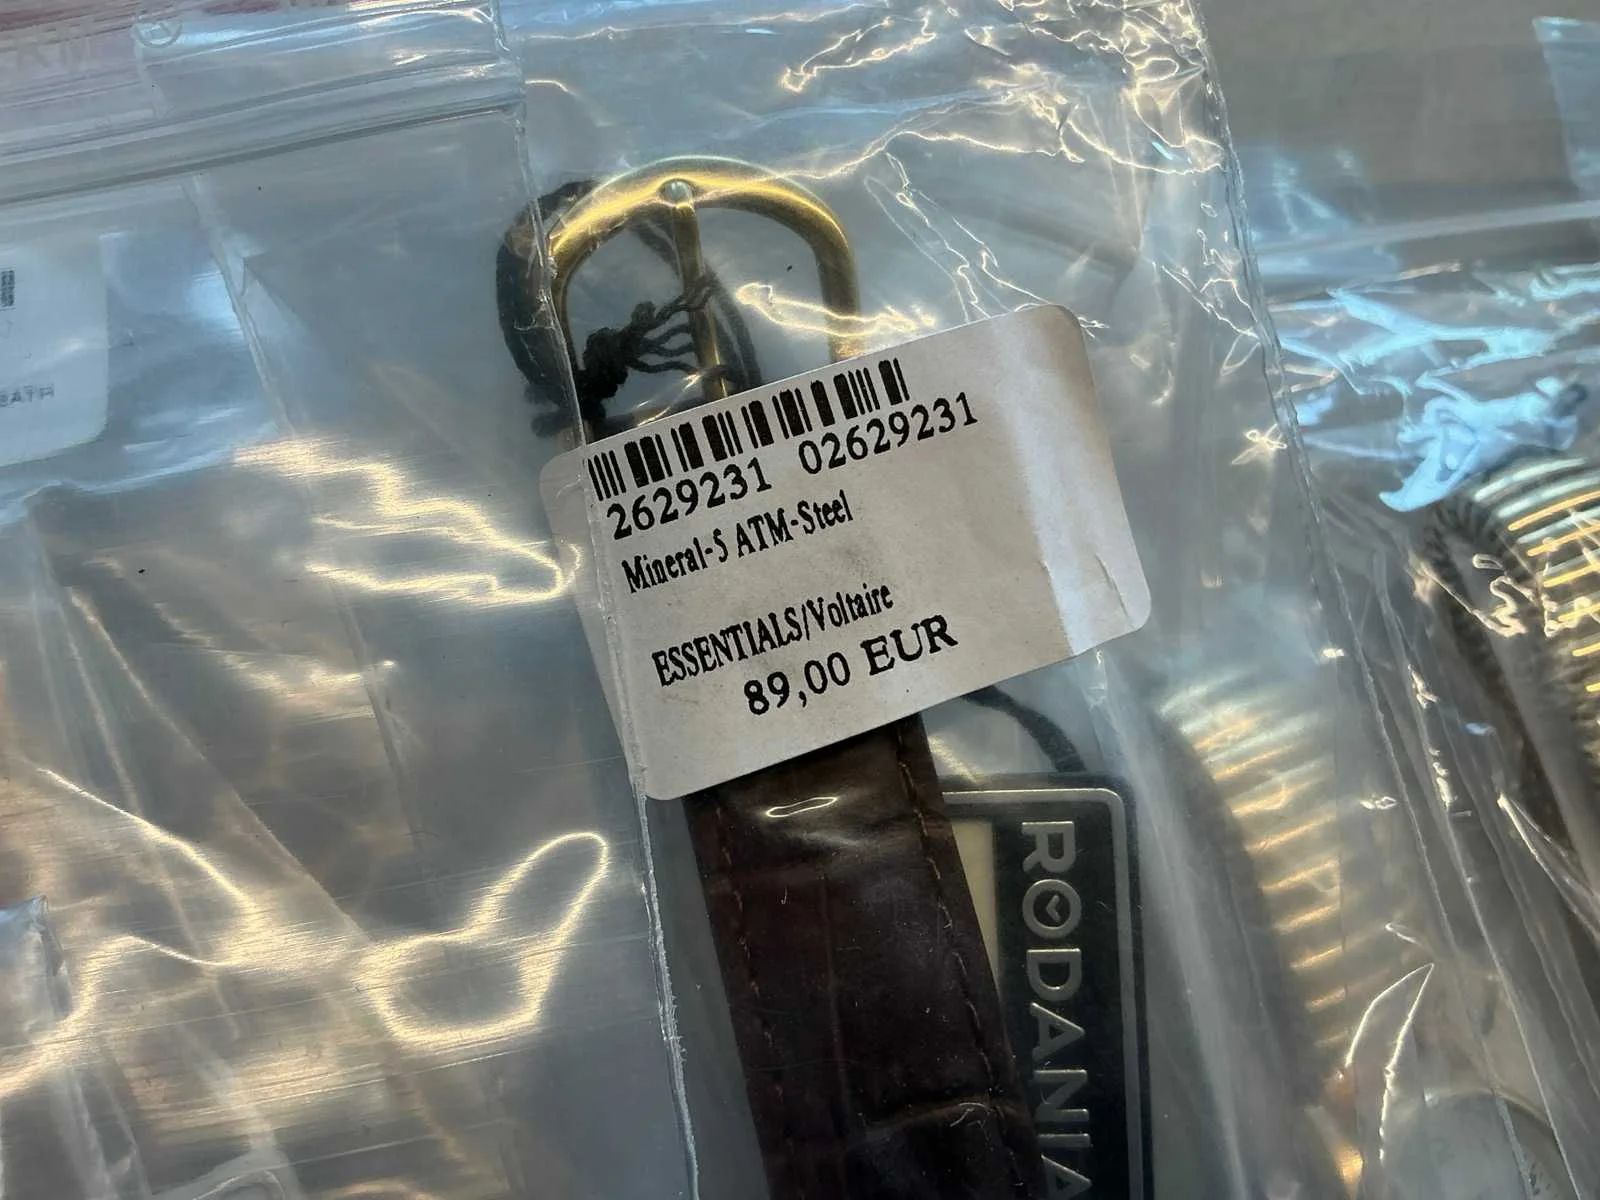 2629231 02629231
Mineral-5 ATM-Steel
ESSENTIALS/Voltaire
89,00 EUR
RODANIA